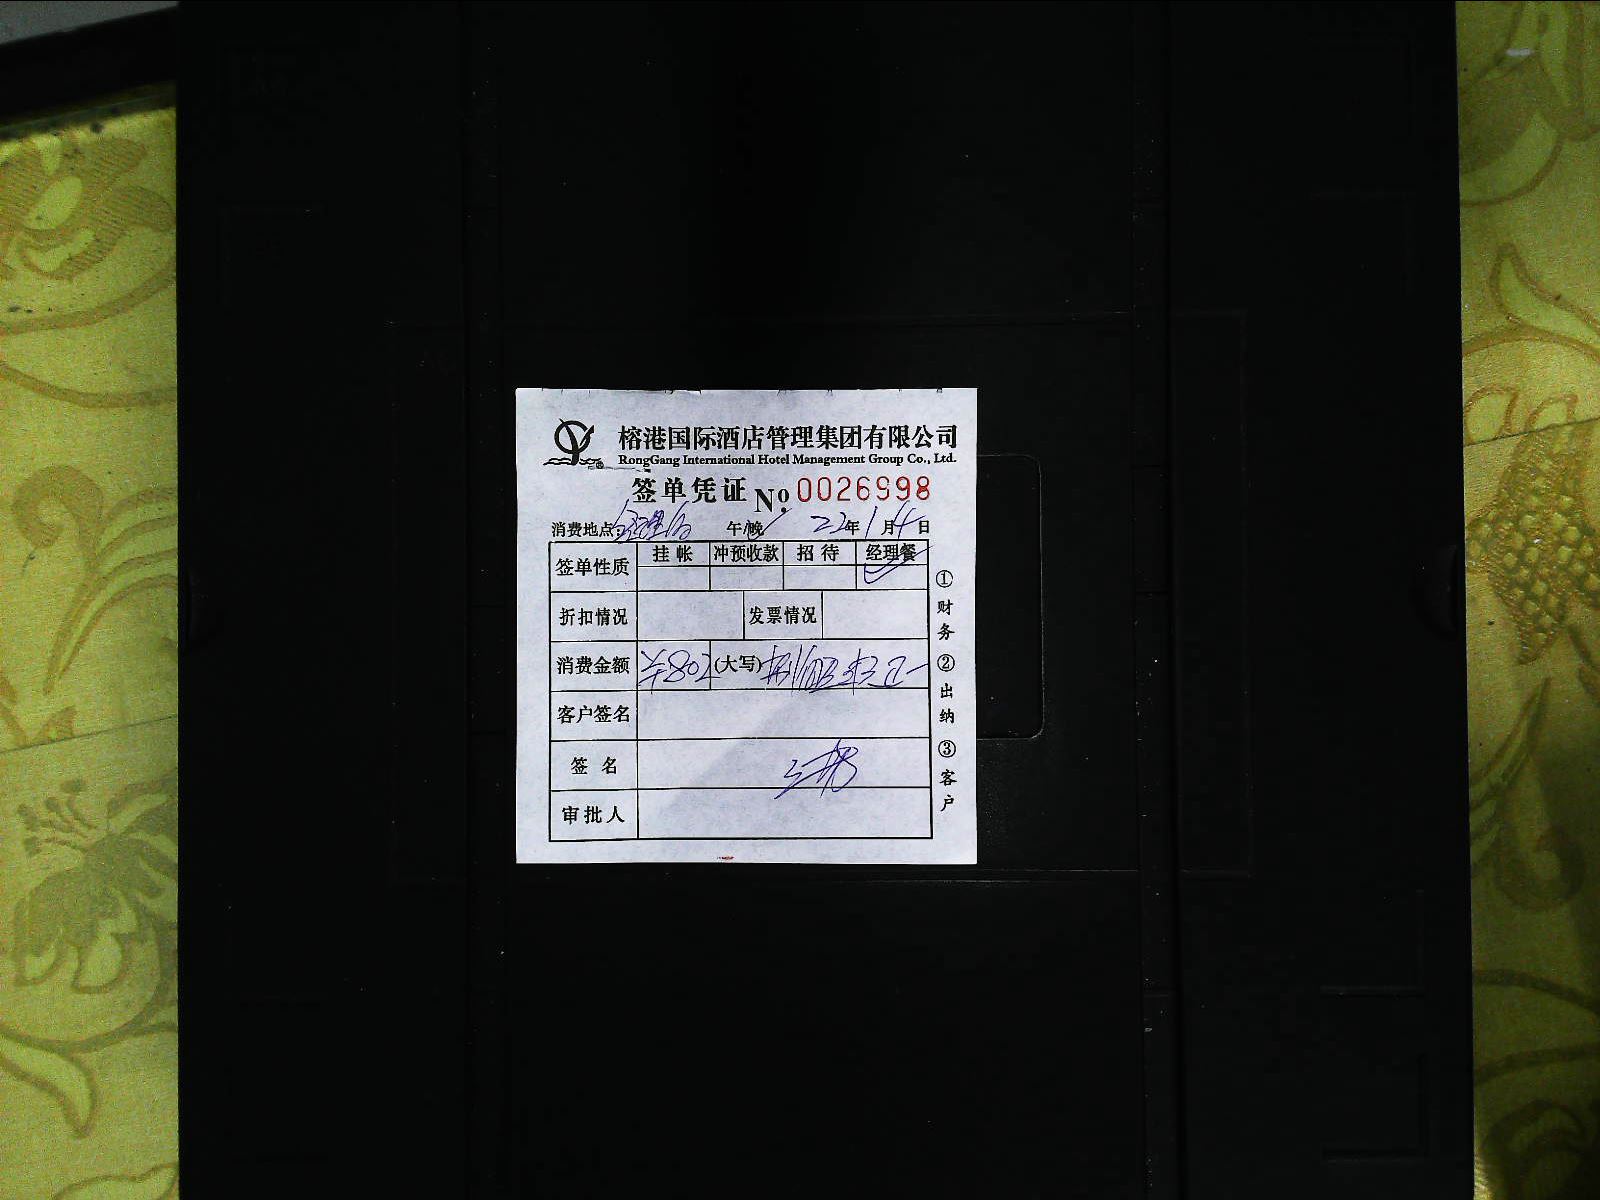 榕港国际酒店管理集团有限公司
RongGang International Hotel Management Group Co., Ltd.
签单凭证 Nº 0026998
消费地点: 午/晚 22年1月4日
签单性质 挂帐 冲预收款 招待 经理餐
折扣情况 发票情况
消费金额 ¥802 (大写)
客户签名
签名
审批人
①财务 ②出纳 ③客户